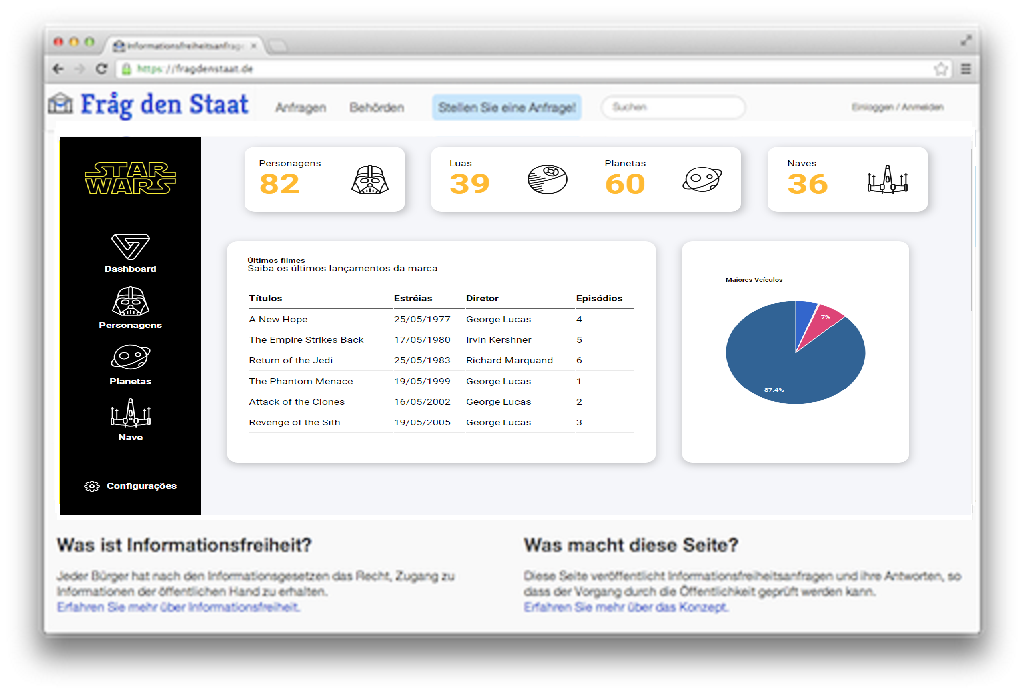 Informationsfreiheitsanfrage
https://fragdenstaat.de
Fråg den Staat Anfragen Behörden Stellen Sie eine Anfrage! Suchen Einloggen / Anmelden
STAR
WARS
Dashboard
Personagens
Planetas
Nave
Configurações
Personagens
82
Luas
39
Planetas
60
Naves
36
Últimos filmes
Saiba os últimos lançamentos da marca
Títulos Estréias Diretor Episódios
A New Hope 25/05/1977 George Lucas 4
The Empire Strikes Back 17/05/1980 Irvin Kershner 5
Return of the Jedi 25/05/1983 Richard Marquand 6
The Phantom Menace 19/05/1999 George Lucas 1
Attack of the Clones 16/05/2002 George Lucas 2
Revenge of the Sith 19/05/2005 George Lucas 3
Maiores Veículos
7%
87.4%
Was ist Informationsfreiheit?
Jeder Bürger hat nach den Informationsgesetzen das Recht, Zugang zu
Informationen der öffentlichen Hand zu erhalten.
Erfahren Sie mehr über Informationsfreiheit.
Was macht diese Seite?
Diese Seite veröffentlicht Informationsfreiheitsanfragen und ihre Antworten, so
dass der Vorgang durch die Öffentlichkeit geprüft werden kann.
Erfahren Sie mehr über das Konzept.